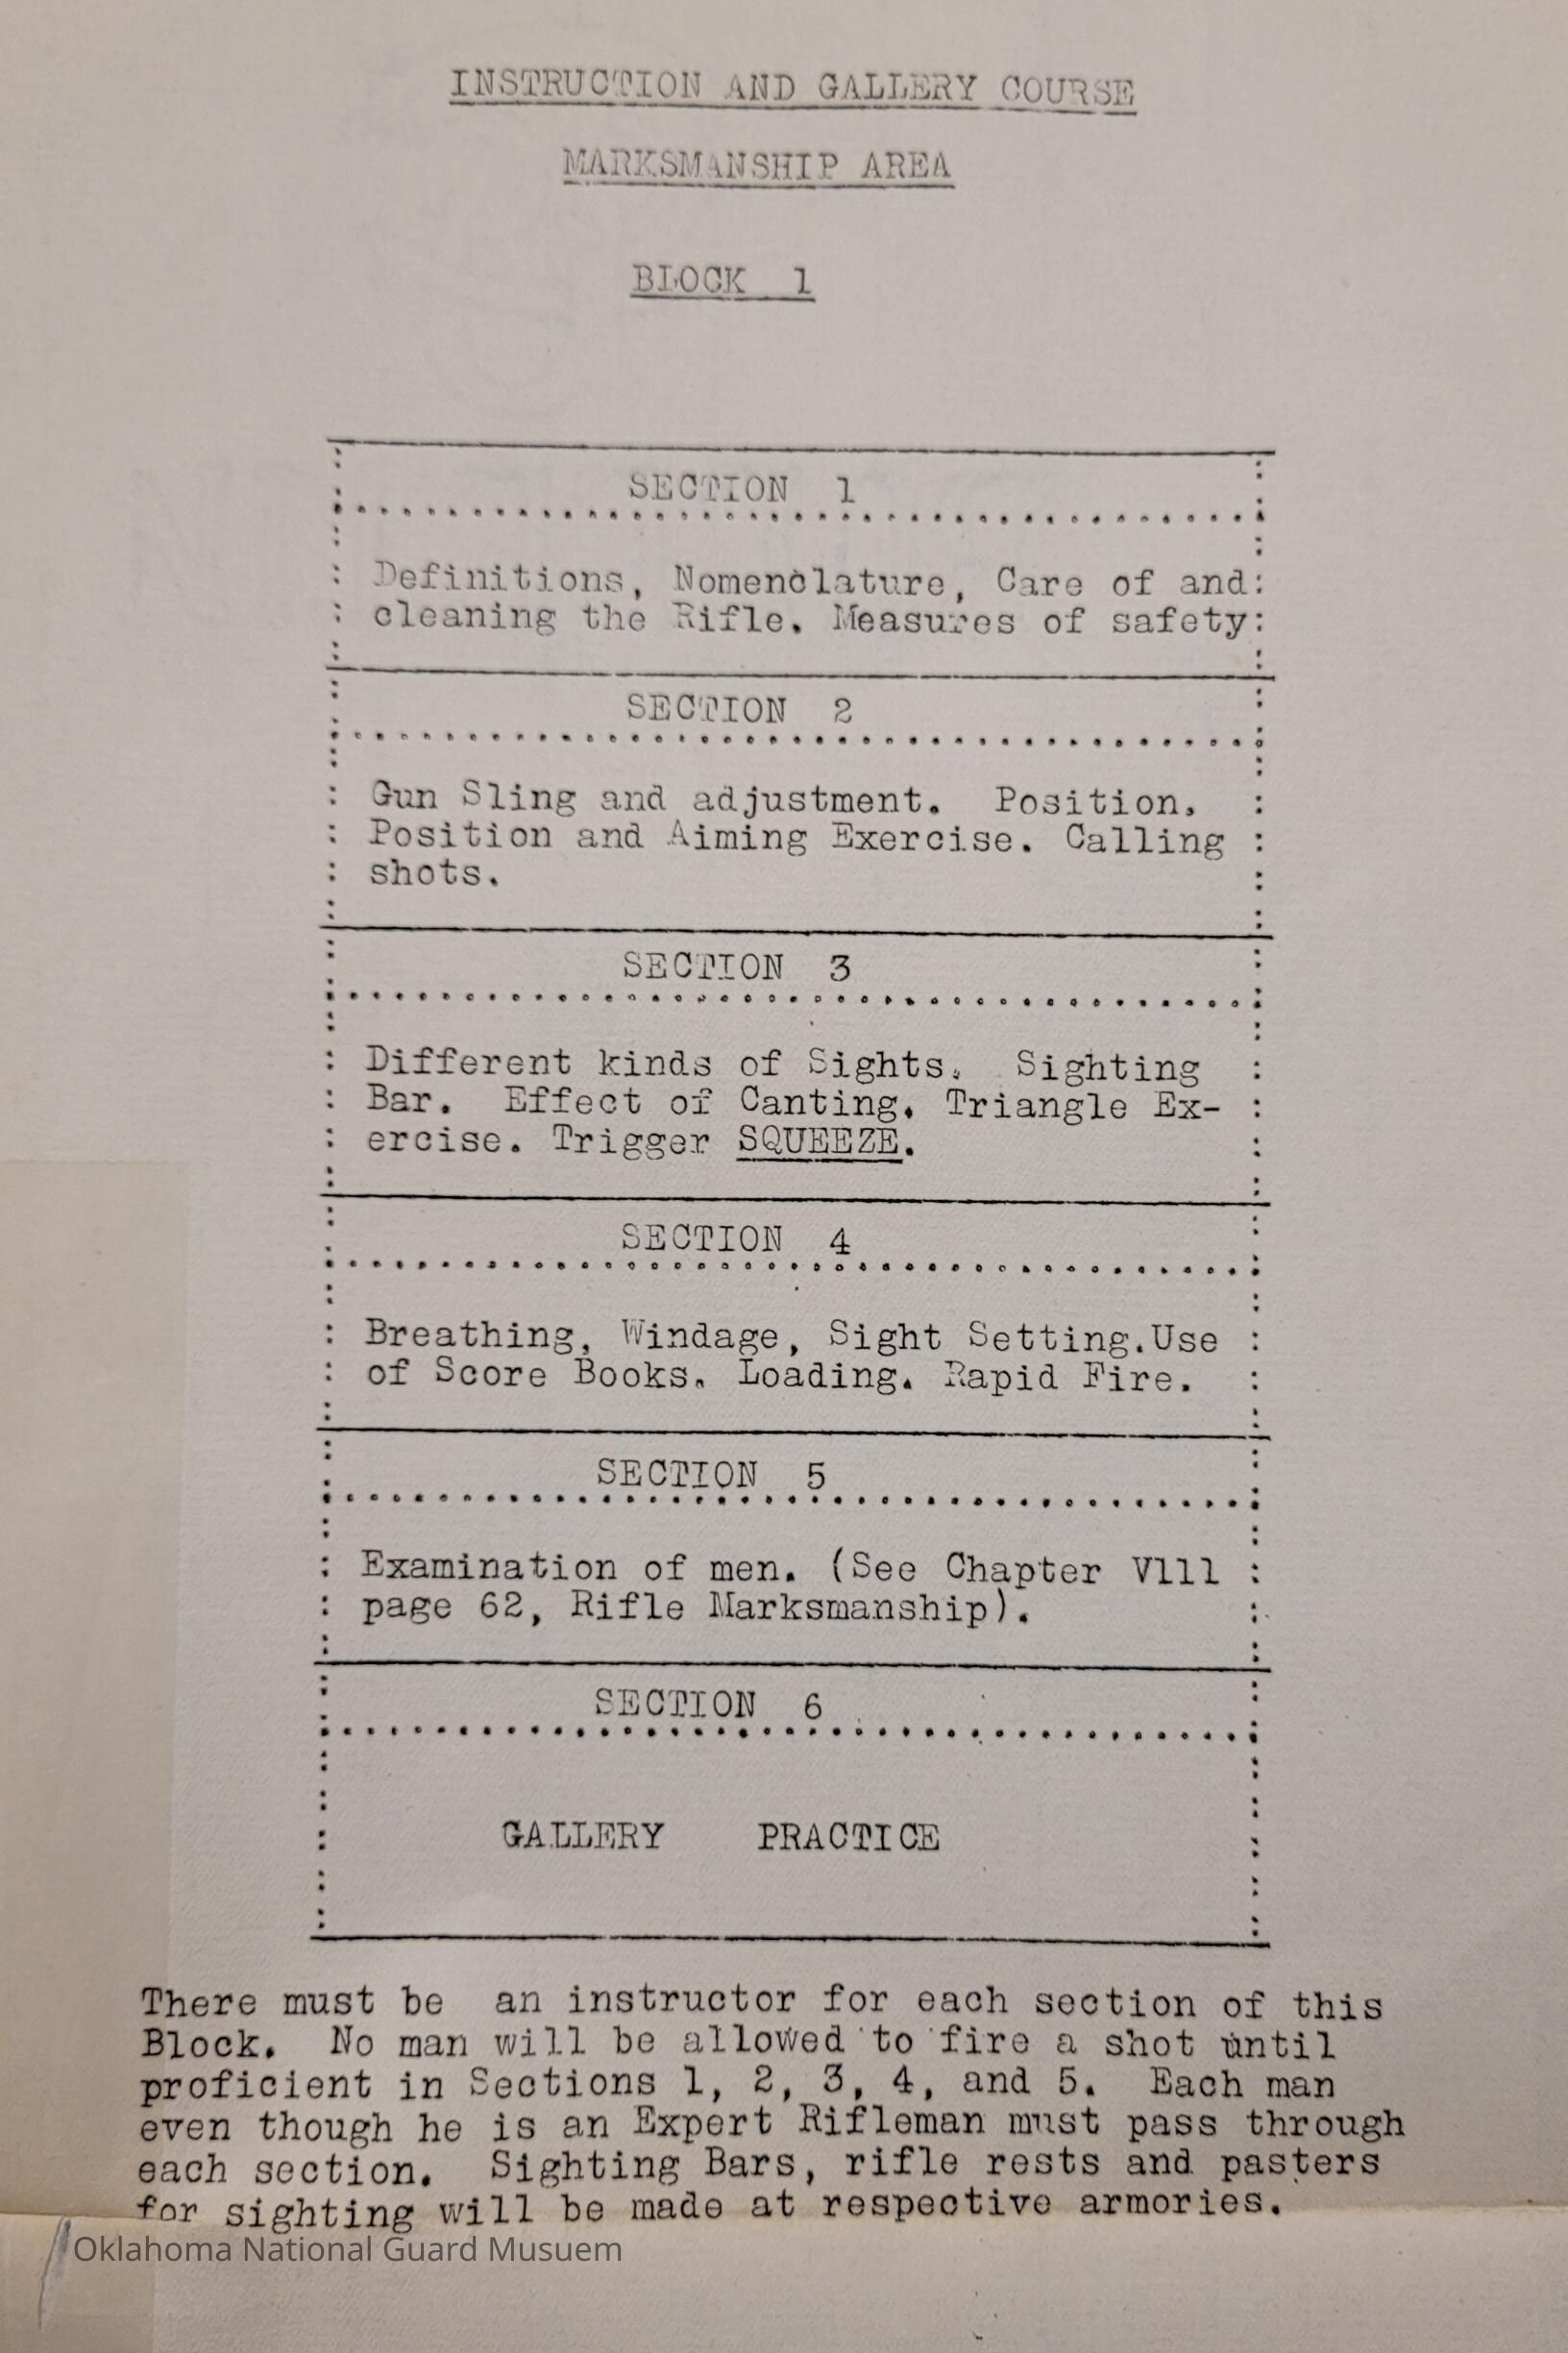 INSTRUCTION AND GALLERY COURSE
MARKSMANSHIP AREA
BLOCK 1
SECTION 1
Definitions, Nomenclature, Care of and
cleaning the Rifle. Measures of safety
SECTION 2
Gun Sling and adjustment. Position.
Position and Aiming Exercise. Calling
shots.
SECTION 3
Different kinds of Sights. Sighting
Bar. Effect of Canting. Triangle Ex-
ercise. Trigger SQUEEZE.
SECTION 4
Breathing, Windage, Sight Setting.Use
of Score Books. Loading. Rapid Fire.
SECTION 5
Examination of men. (See Chapter Vlll
page 62, Rifle Marksmanship).
SECTION 6
GALLERY PRACTICE
There must be an instructor for each section of this
Block. No man will be allowed to fire a shot until
proficient in Sections 1, 2, 3, 4, and 5. Each man
even though he is an Expert Rifleman must pass through
each section. Sighting Bars, rifle rests and pasters
for sighting will be made at respective armories.
Oklahoma National Guard Musuem